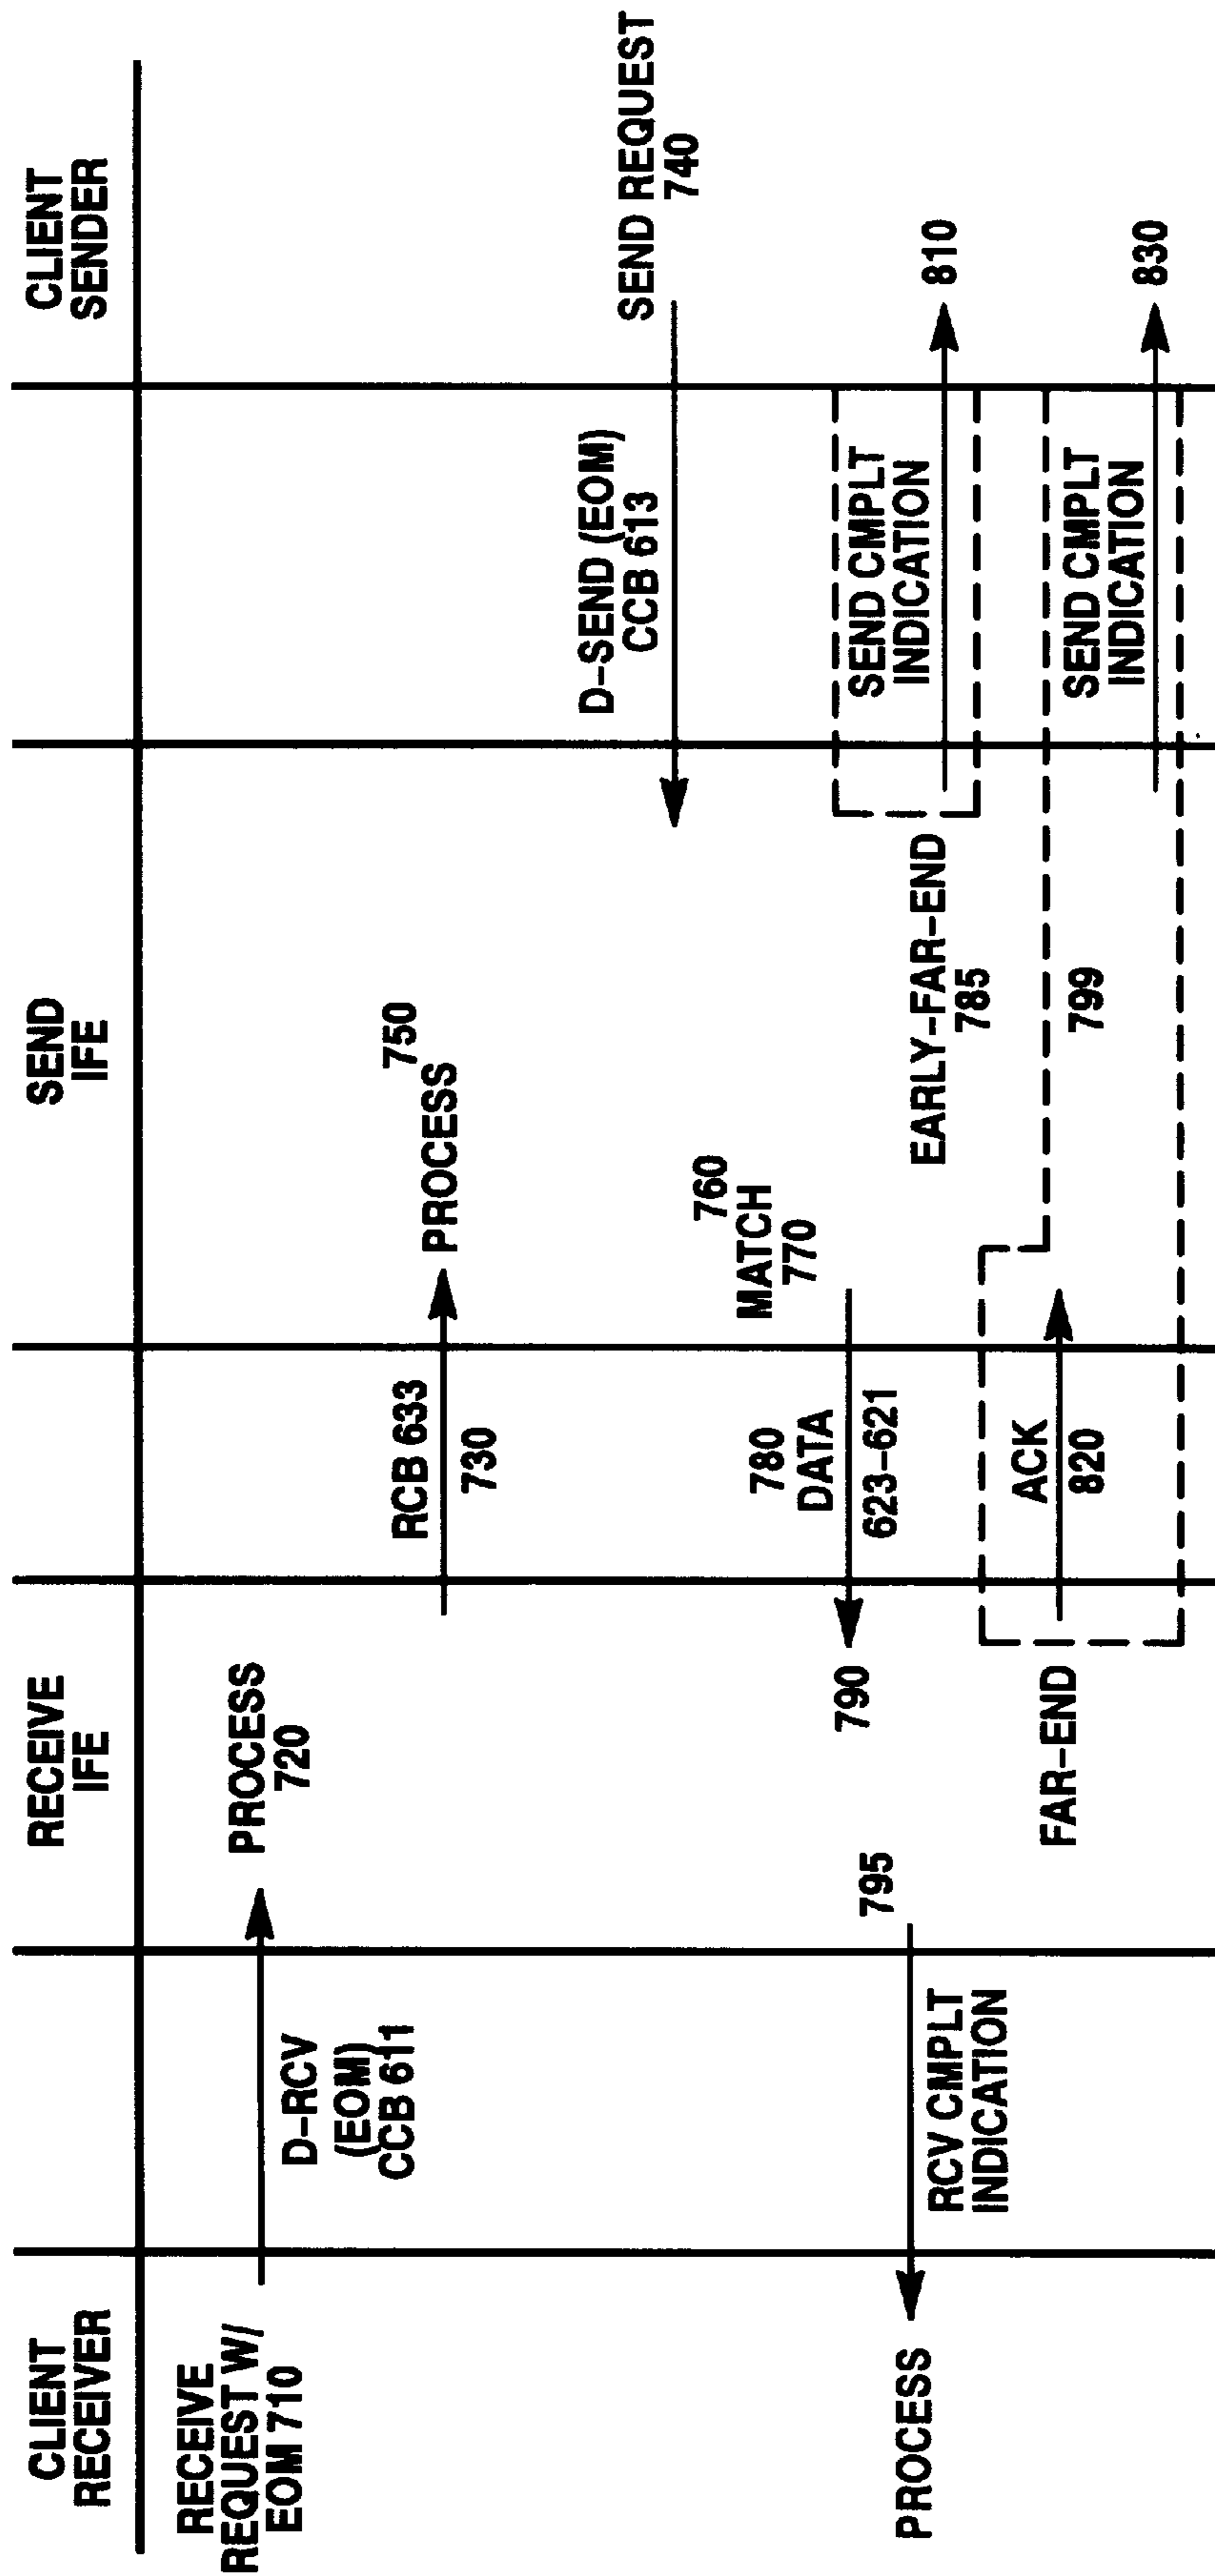 CLIENT
RECEIVER
RECEIVE
IFE
SEND
IFE
CLIENT
SENDER
RECEIVE
REQUEST W/
EOM 710
D-RCV
(EOM)
CCB 611
PROCESS
720
RCB 633
730
750
PROCESS
D-SEND (EOM)
CCB 613
SEND REQUEST
740
760
MATCH
770
780
DATA
623-621
790
795
RCV CMPLT
INDICATION
PROCESS
EARLY-FAR-END
785
SEND CMPLT
INDICATION
810
FAR-END
ACK
820
799
SEND CMPLT
INDICATION
830